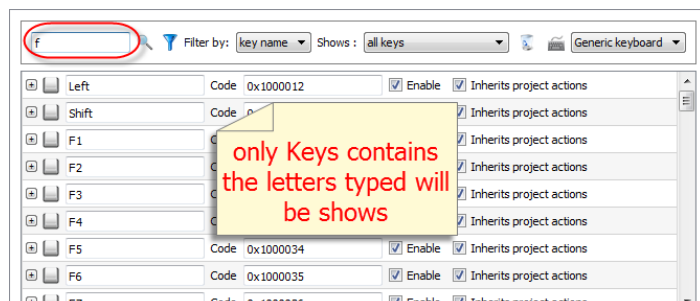 f Filter by: key name Shows : all keys Generic keyboard
Left Code 0x1000012 Enable Inherits project actions
Shift Code Inherits project actions
F1 Inherits project actions
F2 Inherits project actions
F3 Inherits project actions
F4 Inherits project actions
F5 Code 0x1000034 Enable Inherits project actions
F6 Code 0x1000035 Enable Inherits project actions
only Keys contains
the letters typed will
be shows